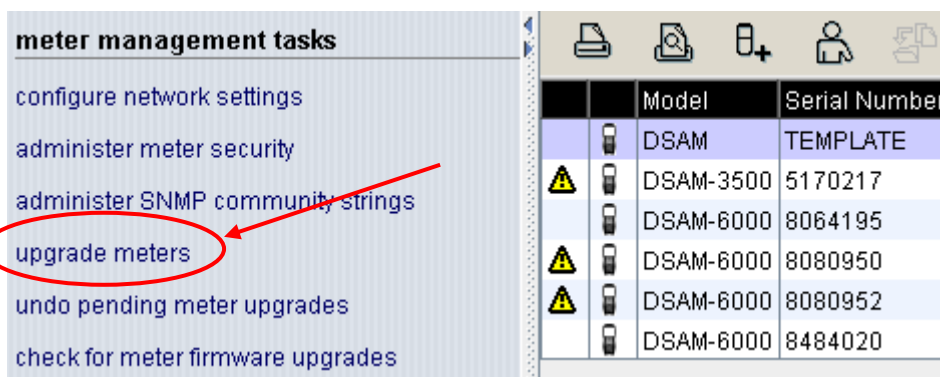 meter management tasks
configure network settings
administer meter security
administer SNMP community strings
upgrade meters
undo pending meter upgrades
check for meter firmware upgrades
Model Serial Number
DSAM TEMPLATE
DSAM-3500 5170217
DSAM-6000 8064195
DSAM-6000 8080950
DSAM-6000 8080952
DSAM-6000 8484020